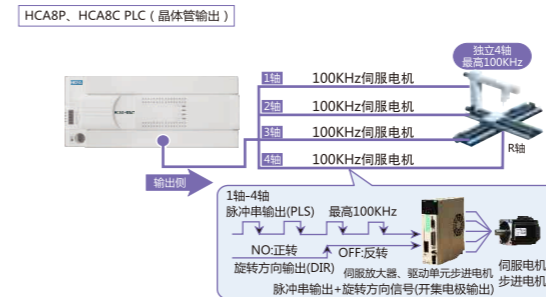 HCA8P、HCA8C PLC（晶体管输出）
独立4轴
最高100KHz
1轴 100KHz伺服电机
2轴 100KHz伺服电机
3轴 100KHz伺服电机
4轴 100KHz伺服电机
R轴
输出侧
1轴-4轴
脉冲串输出(PLS) 最高100KHz
NO:正转 OFF:反转
旋转方向输出(DIR)
伺服放大器、驱动单元步进电机
伺服电机
步进电机
脉冲串输出+旋转方向信号(开集电极输出)